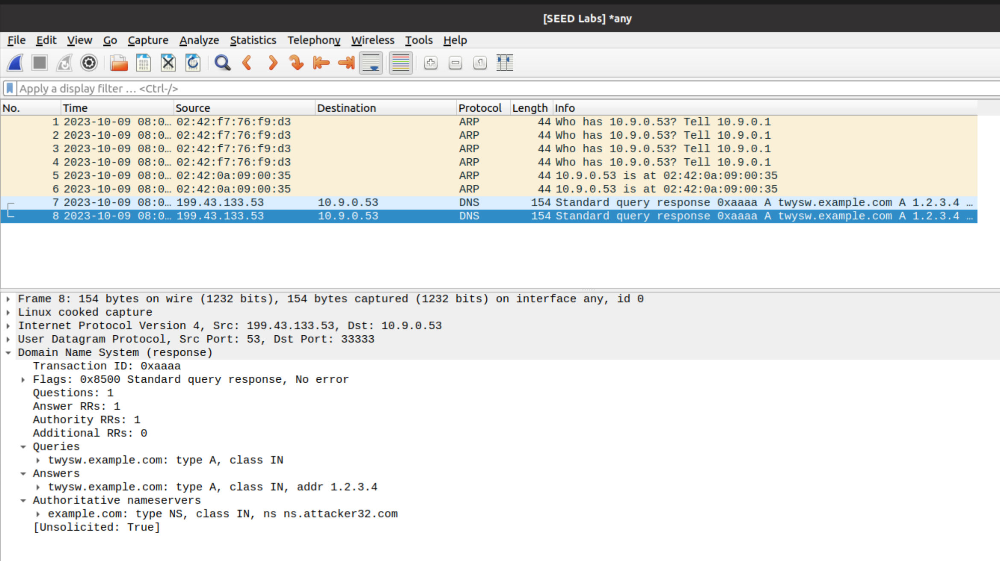 [SEED Labs] *any
File Edit View Go Capture Analyze Statistics Telephony Wireless Tools Help
Apply a display filter … <Ctrl-/>
No. Time Source Destination Protocol Length Info
1 2023-10-09 08:0… 02:42:f7:76:f9:d3 ARP 44 Who has 10.9.0.53? Tell 10.9.0.1
2 2023-10-09 08:0… 02:42:f7:76:f9:d3 ARP 44 Who has 10.9.0.53? Tell 10.9.0.1
3 2023-10-09 08:0… 02:42:f7:76:f9:d3 ARP 44 Who has 10.9.0.53? Tell 10.9.0.1
4 2023-10-09 08:0… 02:42:f7:76:f9:d3 ARP 44 Who has 10.9.0.53? Tell 10.9.0.1
5 2023-10-09 08:0… 02:42:0a:09:00:35 ARP 44 10.9.0.53 is at 02:42:0a:09:00:35
6 2023-10-09 08:0… 02:42:0a:09:00:35 ARP 44 10.9.0.53 is at 02:42:0a:09:00:35
7 2023-10-09 08:0… 199.43.133.53 10.9.0.53 DNS 154 Standard query response 0xaaaa A twysw.example.com A 1.2.3.4 …
8 2023-10-09 08:0… 199.43.133.53 10.9.0.53 DNS 154 Standard query response 0xaaaa A twysw.example.com A 1.2.3.4 …
Frame 8: 154 bytes on wire (1232 bits), 154 bytes captured (1232 bits) on interface any, id 0
Linux cooked capture
Internet Protocol Version 4, Src: 199.43.133.53, Dst: 10.9.0.53
User Datagram Protocol, Src Port: 53, Dst Port: 33333
Domain Name System (response)
Transaction ID: 0xaaaa
Flags: 0x8500 Standard query response, No error
Questions: 1
Answer RRs: 1
Authority RRs: 1
Additional RRs: 0
Queries
twysw.example.com: type A, class IN
Answers
twysw.example.com: type A, class IN, addr 1.2.3.4
Authoritative nameservers
example.com: type NS, class IN, ns ns.attacker32.com
[Unsolicited: True]